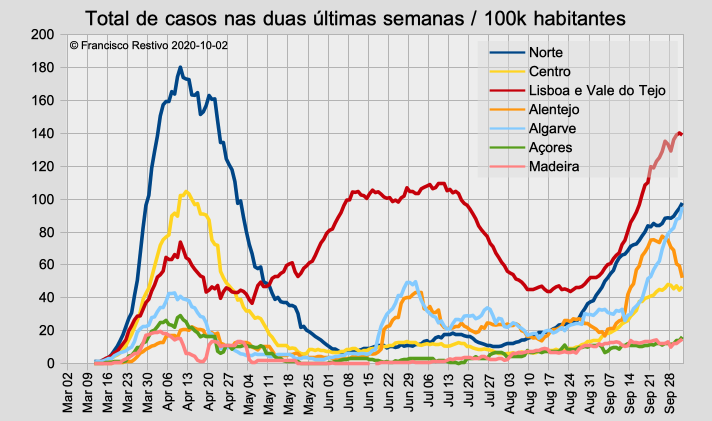 Total de casos nas duas últimas semanas / 100k habitantes
© Francisco Restivo 2020-10-02
Norte
Centro
Lisboa e Vale do Tejo
Alentejo
Algarve
Açores
Madeira
200
180
160
140
120
100
80
60
40
20
0
Mar 02
Mar 09
Mar 16
Mar 23
Mar 30
Apr 06
Apr 13
Apr 20
Apr 27
May 04
May 11
May 18
May 25
Jun 01
Jun 08
Jun 15
Jun 22
Jun 29
Jul 06
Jul 13
Jul 20
Jul 27
Aug 03
Aug 10
Aug 17
Aug 24
Aug 31
Sep 07
Sep 14
Sep 21
Sep 28